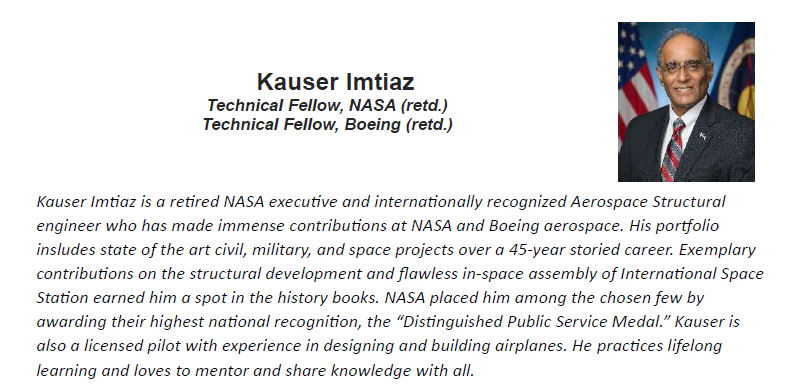 Kauser Imtiaz
Technical Fellow, NASA (retd.)
Technical Fellow, Boeing (retd.)
Kauser Imtiaz is a retired NASA executive and internationally recognized Aerospace Structural
engineer who has made immense contributions at NASA and Boeing aerospace. His portfolio
insludes state of the art civil, military, and space projects over a 45-year storied career. Exemplary
contributions on the structural development and flawless in-space assembly of International Space
Station earned him a spot in the history books. NASA placed him among the chosen few by
awarding their highest national recognition, the “Distinguished Public Service Medal.” Kauser is
also a licensed pilot with experience in designing and building airplanes. He practices lifelong
learning and loves to mentor and share knowledge with all.